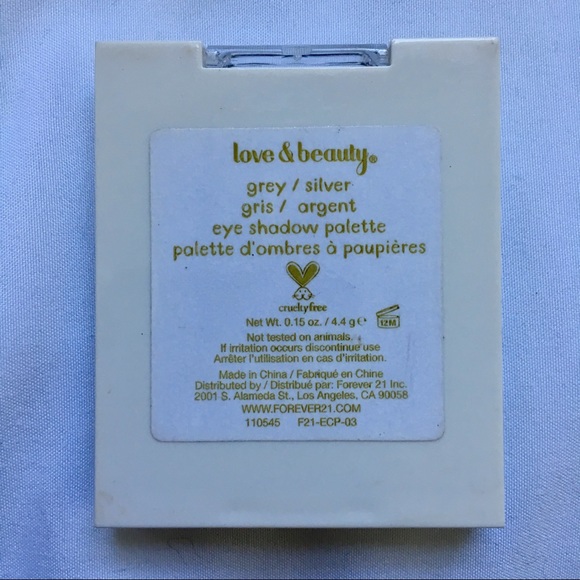 love & beauty®
grey / silver
gris / argent
eye shadow palette
palette d'ombres à paupières
crueltyfree
Net Wt. 0.15 oz. / 4.4 g ℮ 12M
Not tested on animals.
If irritation occurs discontinue use
Arrêter l'utilisation en cas d'irritation.
Made in China / Fabriqué en Chine
Distributed by / Distribué par: Forever 21 Inc.
2001 S. Alameda St., Los Angeles, CA 90058
WWW.FOREVER21.COM
110545 F21-ECP-03